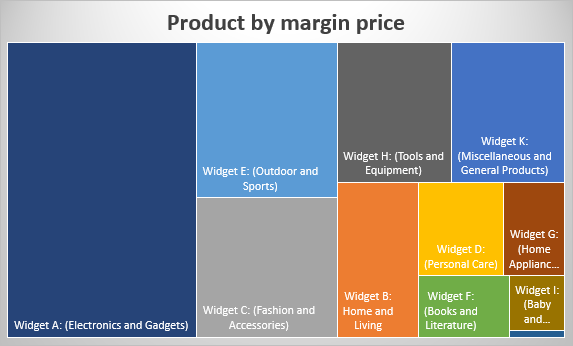 Product by margin price
Widget A: (Electronics and Gadgets)
Widget E: (Outdoor and
Sports)
Widget C: (Fashion and
Accessories)
Widget H: (Tools and
Equipment)
Widget K:
(Miscellaneous and
General Products)
Widget B:
Home and
Living
Widget D:
(Personal Care)
Widget G:
(Home
Applianc...
Widget F:
(Books and
Literature)
Widget I:
(Baby
and...